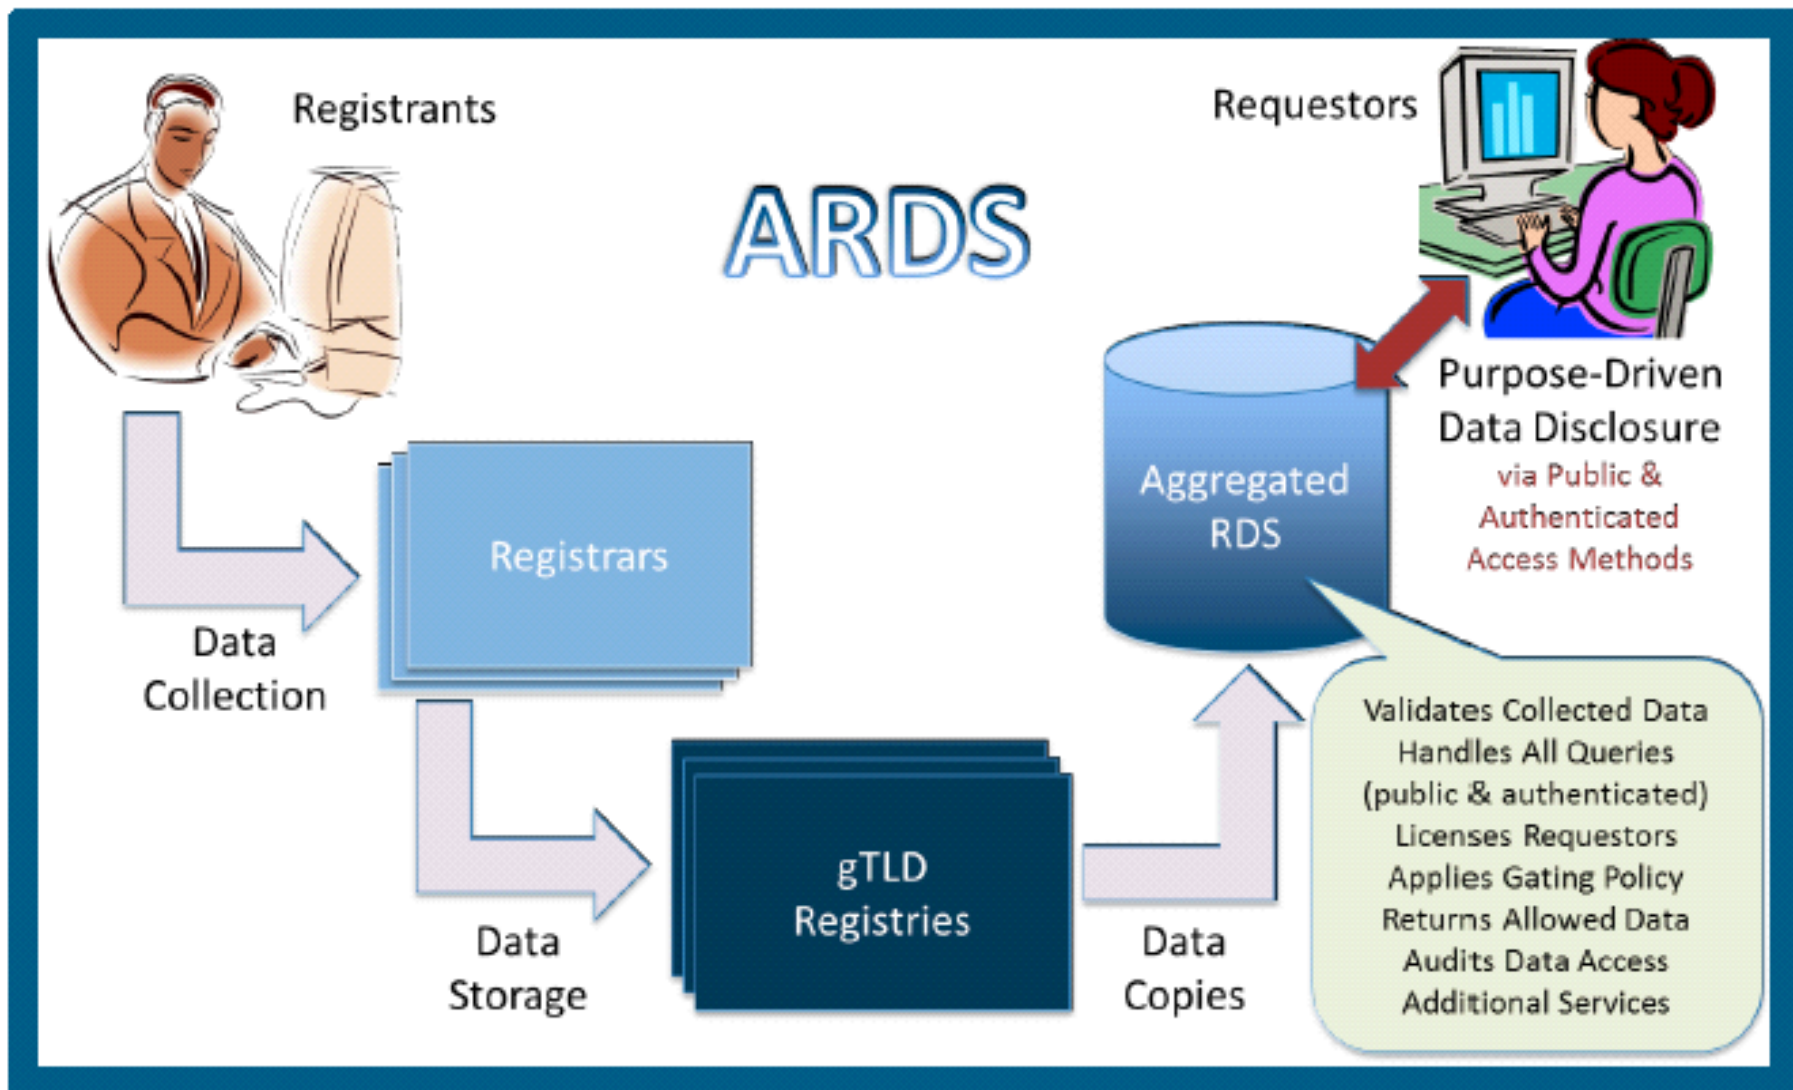 Registrants
Requestors
ARDS
Purpose-Driven
Data Disclosure
via Public &
Authenticated
Access Methods
Aggregated
RDS
Registrars
Data
Collection
Validates Collected Data
Handles All Queries
(public & authenticated)
Licenses Requestors
Applies Gating Policy
Returns Allowed Data
Audits Data Access
Additional Services
gTLD
Registries
Data
Storage
Data
Copies